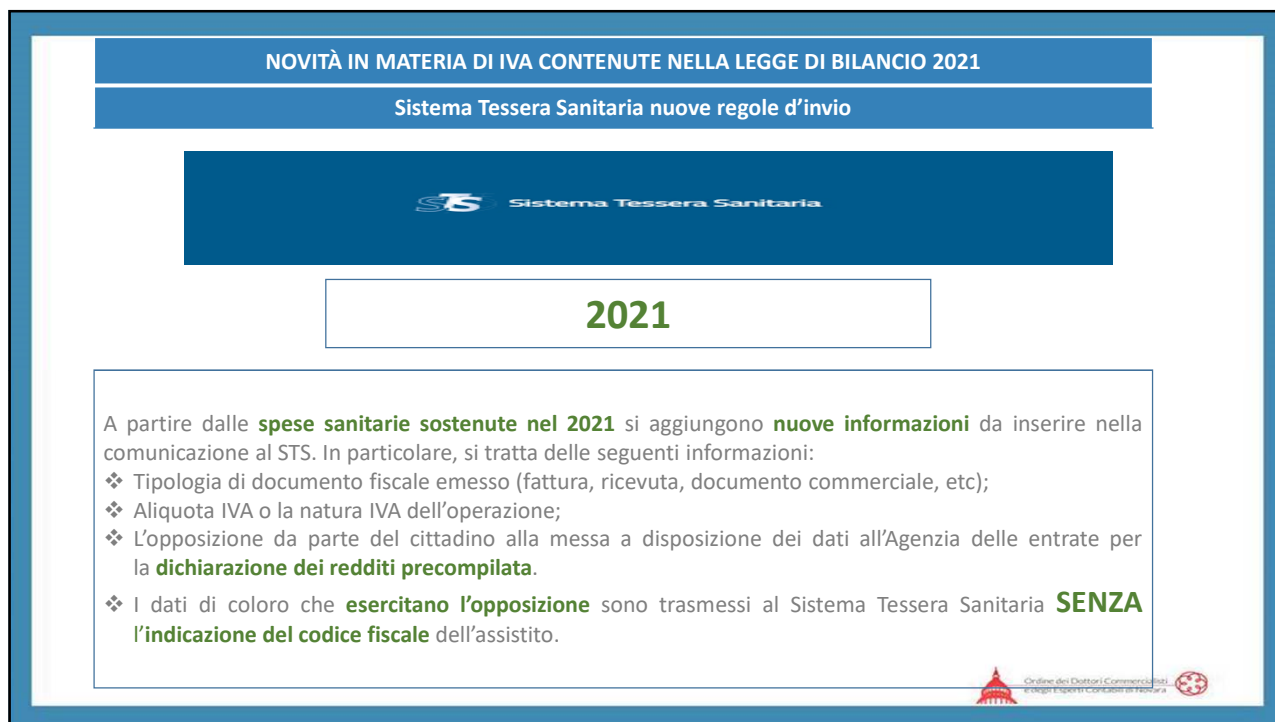 NOVITÀ IN MATERIA DI IVA CONTENUTE NELLA LEGGE DI BILANCIO 2021
Sistema Tessera Sanitaria nuove regole d’invio
STS Sistema Tessera Sanitaria
2021
A partire dalle spese sanitarie sostenute nel 2021 si aggiungono nuove informazioni da inserire nella
comunicazione al STS. In particolare, si tratta delle seguenti informazioni:
❖ Tipologia di documento fiscale emesso (fattura, ricevuta, documento commerciale, etc);
❖ Aliquota IVA o la natura IVA dell’operazione;
❖ L’opposizione da parte del cittadino alla messa a disposizione dei dati all’Agenzia delle entrate per
la dichiarazione dei redditi precompilata.
❖ I dati di coloro che esercitano l’opposizione sono trasmessi al Sistema Tessera Sanitaria SENZA
l’indicazione del codice fiscale dell’assistito.
Ordine dei Dottori Commercialisti
e degli Esperti Contabili di Novara